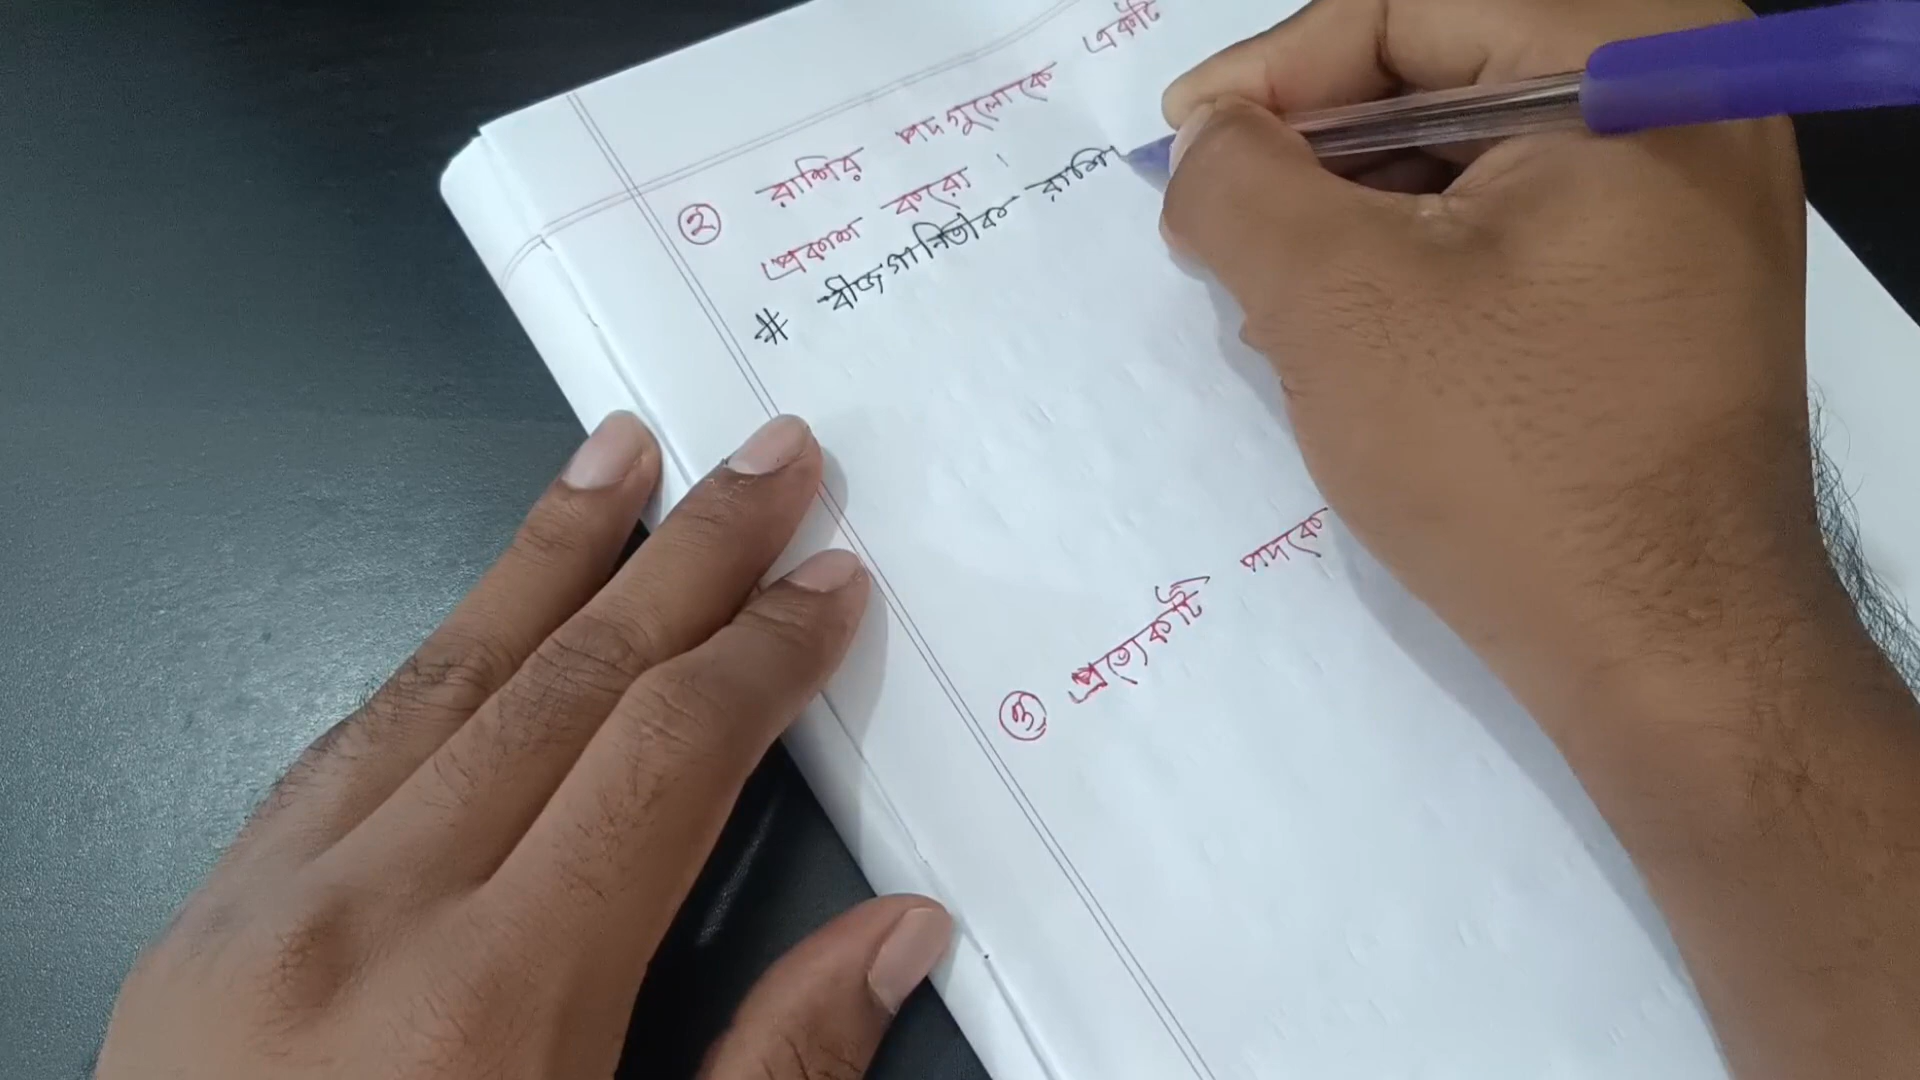 ২ রাশির পদগুলোকে একটি
প্রকাশ করো ।
# বীজগানিতীক রাশি
৩ প্রত্যেকটি পদকে